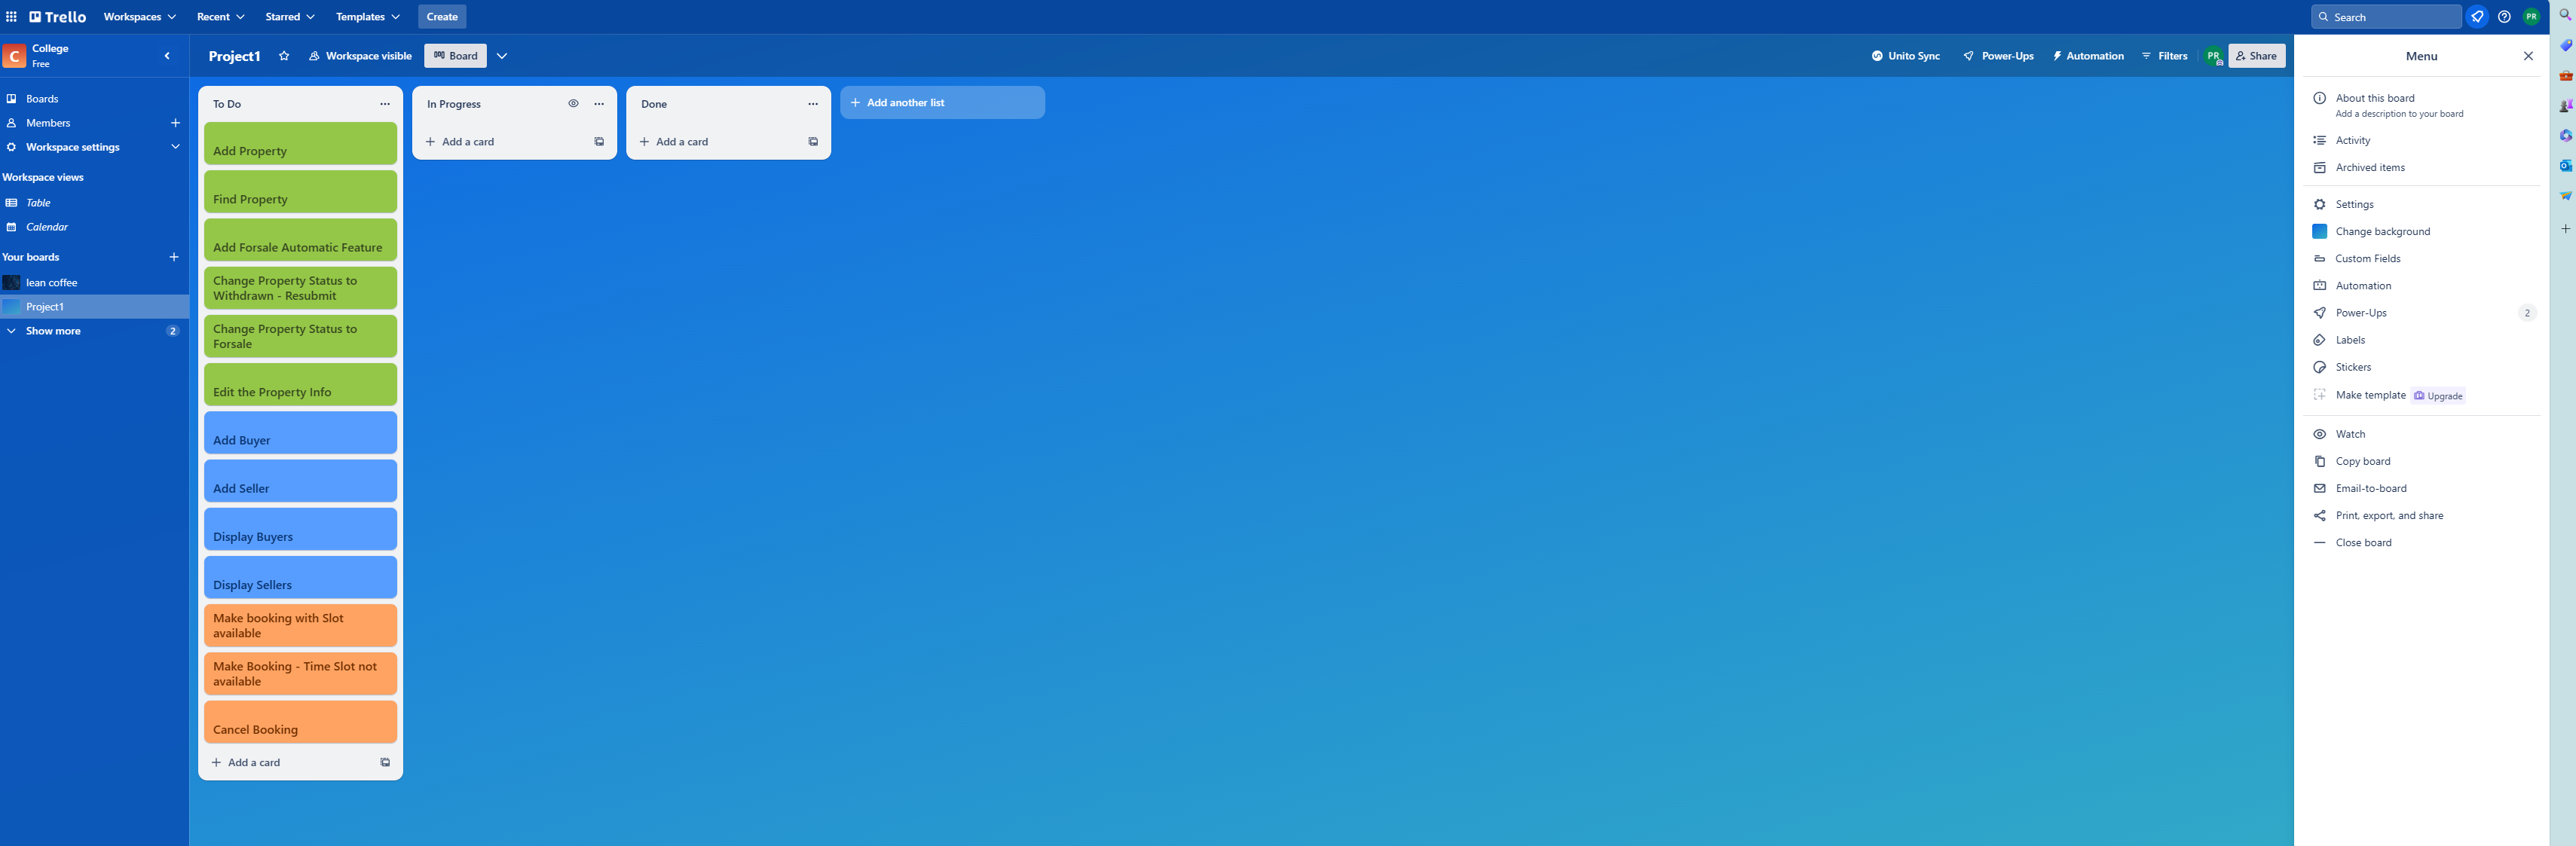 Trello
Workspaces
Recent
Starred
Templates
Create
Search
PR
C
College
Free
Project1
Workspace visible
Board
Unito Sync
Power-Ups
Automation
Filters
PR
Share
Boards
Members
Workspace settings
Workspace views
Table
Calendar
Your boards
lean coffee
Project1
Show more
2
To Do
Add Property
Find Property
Add Forsale Automatic Feature
Change Property Status to
Withdrawn - Resubmit
Change Property Status to
Forsale
Edit the Property Info
Add Buyer
Add Seller
Display Buyers
Display Sellers
Make booking with Slot
available
Make Booking - Time Slot not
available
Cancel Booking
Add a card
In Progress
Add a card
Done
Add a card
Add another list
Menu
About this board
Add a description to your board
Activity
Archived items
Settings
Change background
Custom Fields
Automation
Power-Ups
2
Labels
Stickers
Make template
Upgrade
Watch
Copy board
Email-to-board
Print, export, and share
Close board